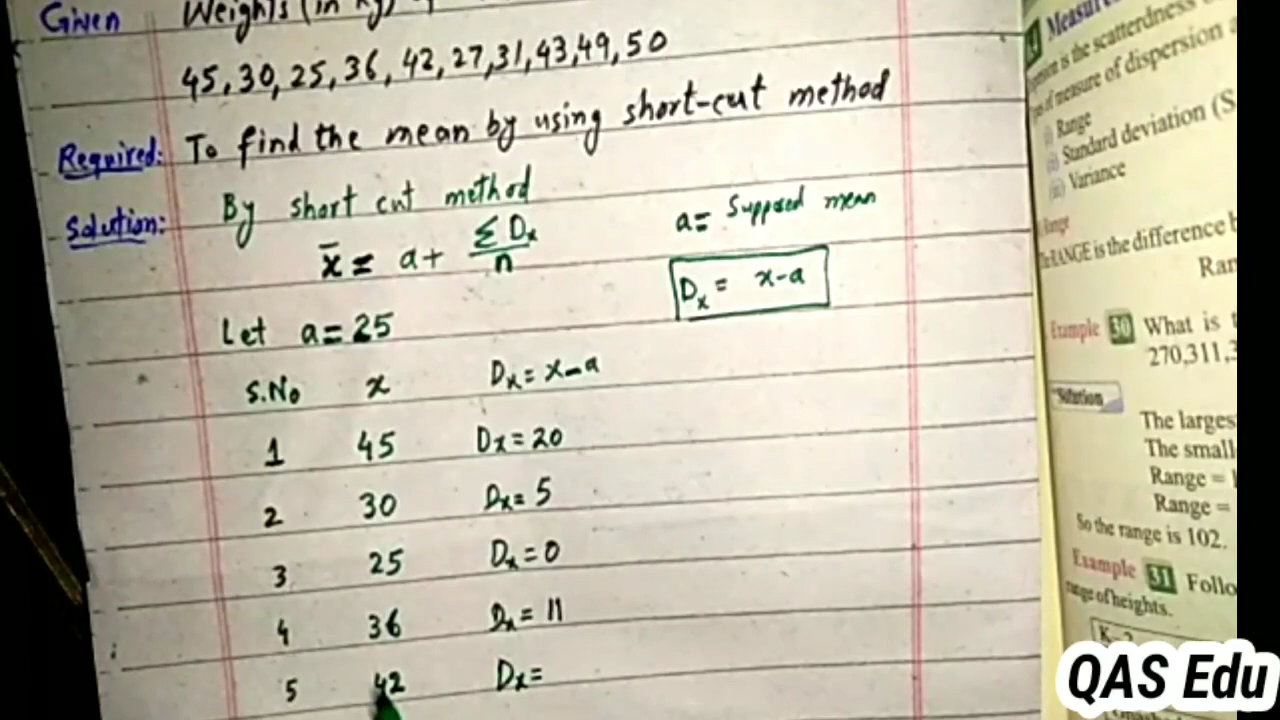 Given Weights (in kg)
45, 30, 25, 36, 42, 27, 31, 43, 49, 50
Required: To find the mean by using short-cut method
Solution: By short cut method
x̄ = a + ΣDx/n
a = Supposed mean
Dx = x-a
Let a = 25
S.No x Dx = x-a
1 45 Dx = 20
2 30 Dx = 5
3 25 Dx = 0
4 36 Dx = 11
5 42 Dx =
is the scatterdness
of measure of dispersion
Range
Standard deviation (S
(iii) Variance
Range
RANGE is the difference
Example 30 What is
270,311,
Solution
The larges
The small
Range =
Range =
So the range is 102.
Example 31 Follo
range of heights.
QAS Edu